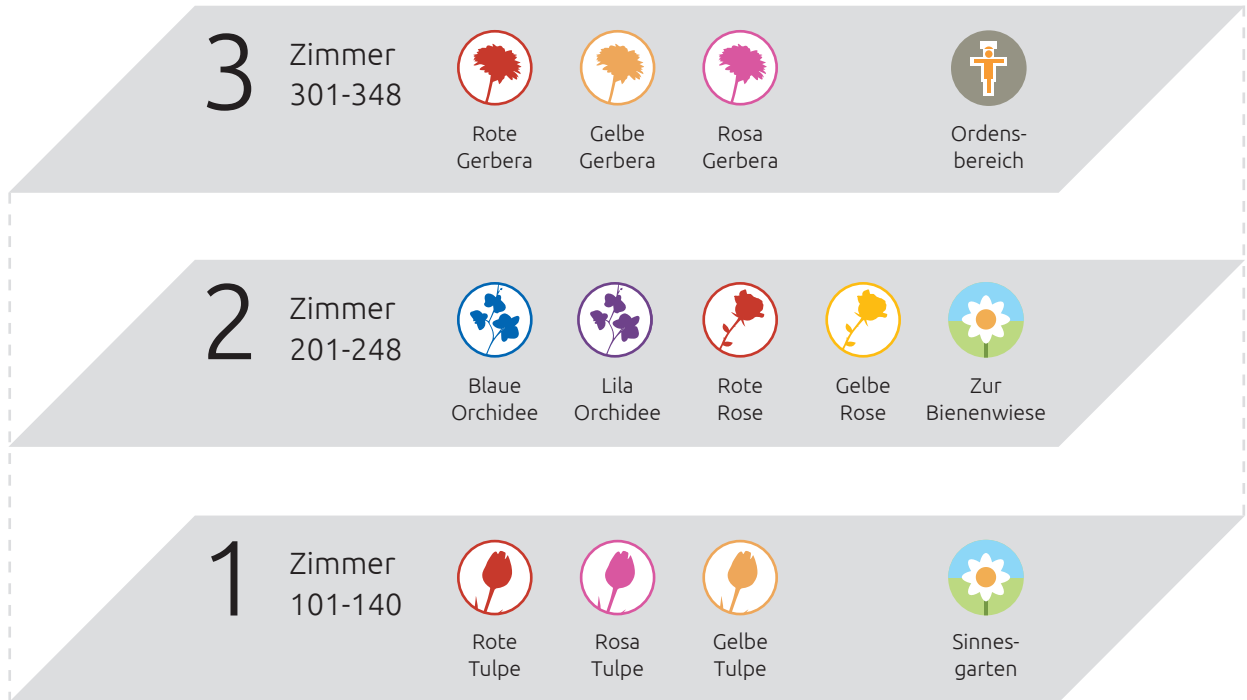 3
Zimmer
301-348
Rote
Gerbera
Gelbe
Gerbera
Rosa
Gerbera
Ordens-
bereich
2
Zimmer
201-248
Blaue
Orchidee
Lila
Orchidee
Rote
Rose
Gelbe
Rose
Zur
Bienenwiese
1
Zimmer
101-140
Rote
Tulpe
Rosa
Tulpe
Gelbe
Tulpe
Sinnes-
garten